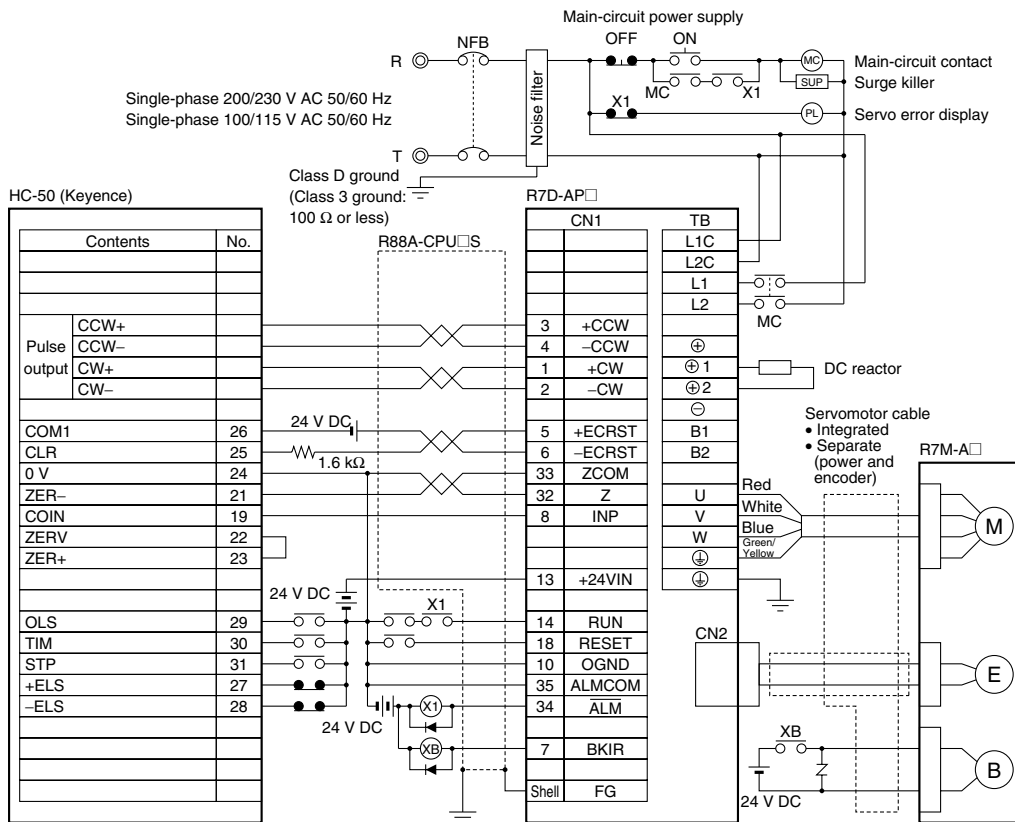 Main-circuit power supply
OFF
ON
NFB
R
MC
Main-circuit contact
MC
X1
SUP
Surge killer
Single-phase 200/230 V AC 50/60 Hz
Single-phase 100/115 V AC 50/60 Hz
Noise filter
X1
PL
Servo error display
T
Class D ground
(Class 3 ground:
100 Ω or less)
HC-50 (Keyence)
R7D-AP□
CN1
TB
Contents
No.
R88A-CPU□S
L1C
L2C
L1
L2
MC
Pulse
output
CCW+
3
+CCW
CCW–
4
–CCW
⊕
CW+
1
+CW
⊕ 1
DC reactor
CW–
2
–CW
⊕ 2
⊖
COM1
26
24 V DC
5
+ECRST
B1
CLR
25
1.6 kΩ
6
–ECRST
B2
0 V
24
33
ZCOM
ZER–
21
32
Z
U
Red
COIN
19
8
INP
V
White
ZERV
22
W
Blue
ZER+
23
Green/
Yellow
Servomotor cable
• Integrated
• Separate
(power and
encoder)
R7M-A□
M
13
+24VIN
24 V DC
X1
OLS
29
14
RUN
TIM
30
18
RESET
CN2
STP
31
10
OGND
+ELS
27
35
ALMCOM
E
–ELS
28
24 V DC
X1
34
ALM
XB
7
BKIR
XB
B
24 V DC
Shell
FG